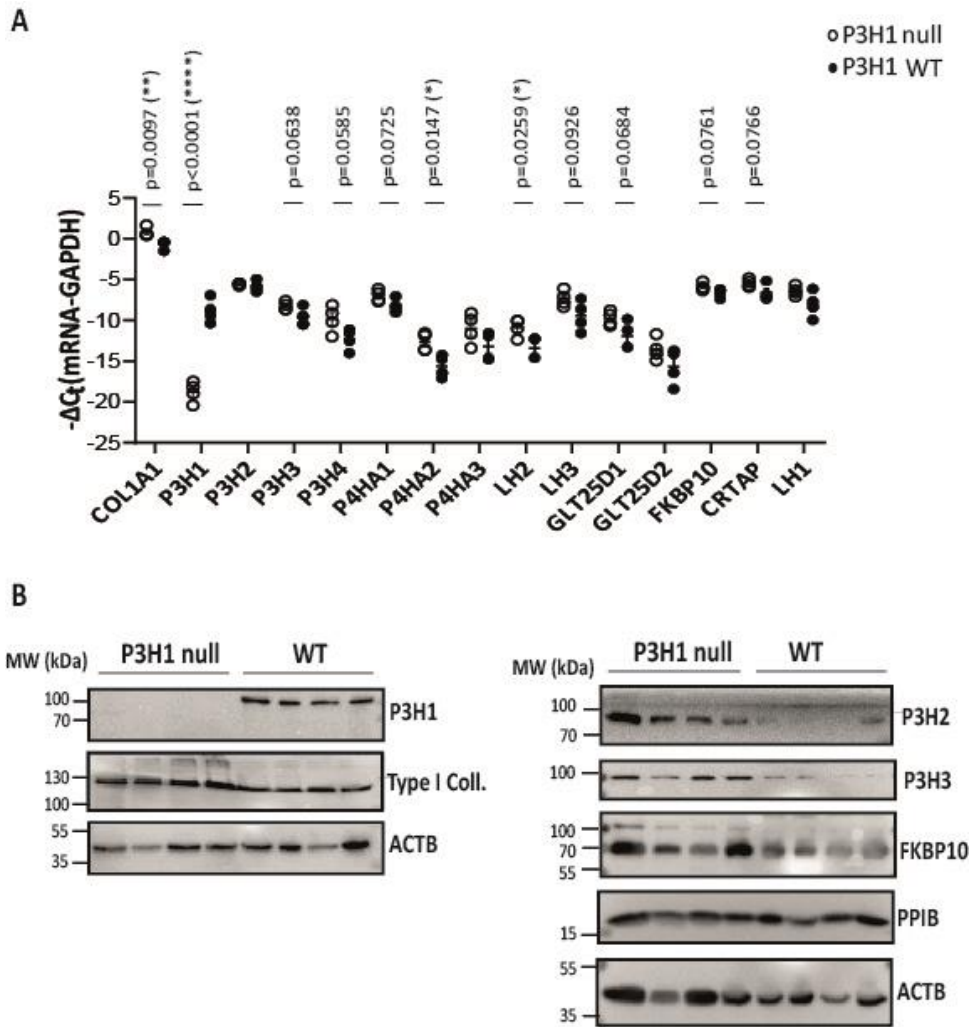 A
P3H1 null
P3H1 WT
p=0.0097 (**)
p<0.0001 (****)
p=0.0638
p=0.0585
p=0.0725
p=0.0147 (*)
p=0.0259 (*)
p=0.0926
p=0.0684
p=0.0761
p=0.0766
-ΔCt(mRNA-GAPDH)
5
0
-5
-10
-15
-20
-25
COL1A1
P3H1
P3H2
P3H3
P3H4
P4HA1
P4HA2
P4HA3
LH2
LH3
GLT25D1
GLT25D2
FKBP10
CRTAP
LH1
B
MW (kDa)
P3H1 null
WT
100
70
P3H1
130
100
Type I Coll.
55
35
ACTB
MW (kDa)
P3H1 null
WT
100
70
P3H2
100
P3H3
100
70
55
FKBP10
15
PPIB
55
35
ACTB